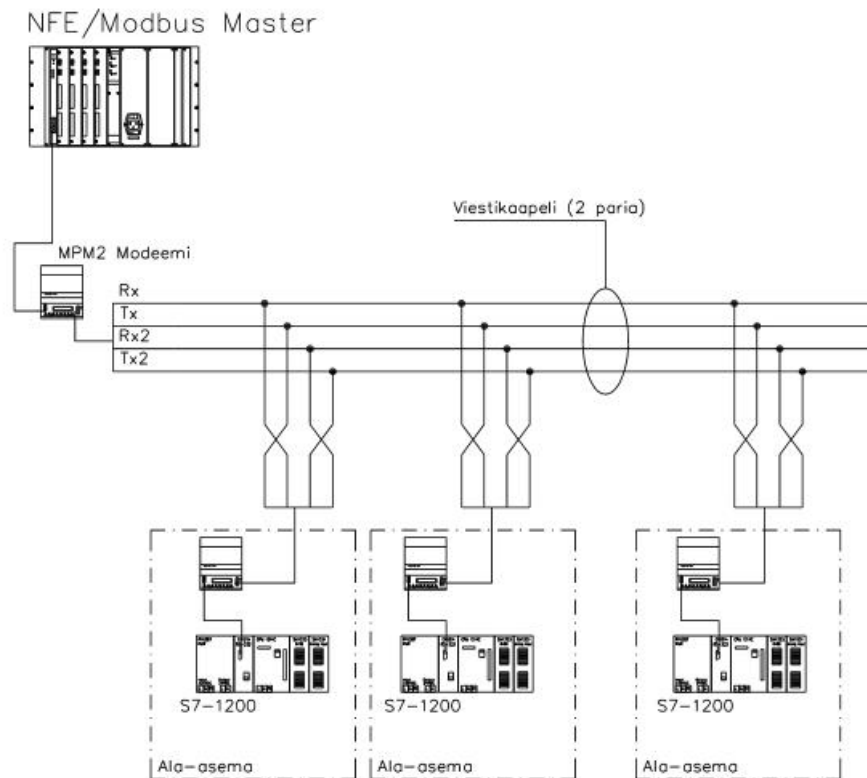 NFE/Modbus Master
Viestikaapeli (2 paria)
MPM2 Modeemi
Rx
Tx
Rx2
Tx2
S7-1200
S7-1200
S7-1200
Ala-asema
Ala-asema
Ala-asema